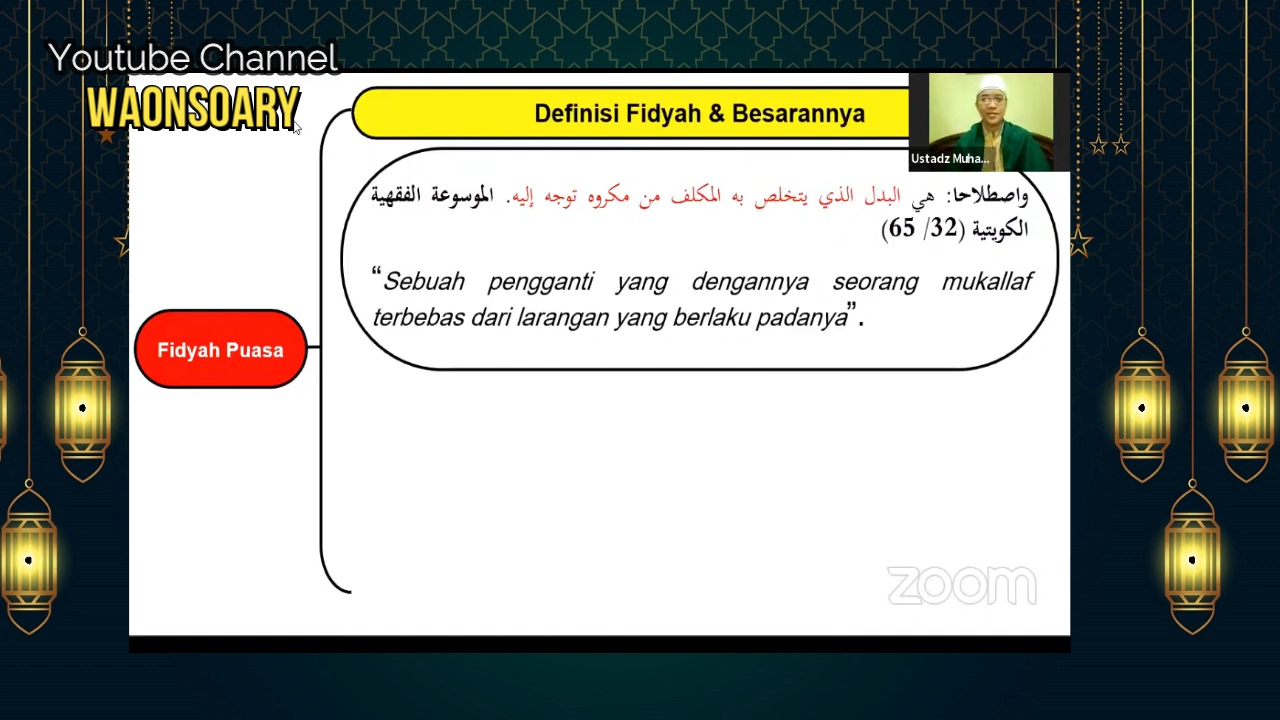 Youtube Channel
WAONSOARY
Definisi Fidyah & Besarannya
Ustadz Muha...
واصطلاحا: هي البدل الذي يتخلص به المكلف من مكروه توجه إليه. الموسوعة الفقهية
الكويتية (32/ 65)
“Sebuah pengganti yang dengannya seorang mukallaf
terbebas dari larangan yang berlaku padanya”.
Fidyah Puasa
zoom